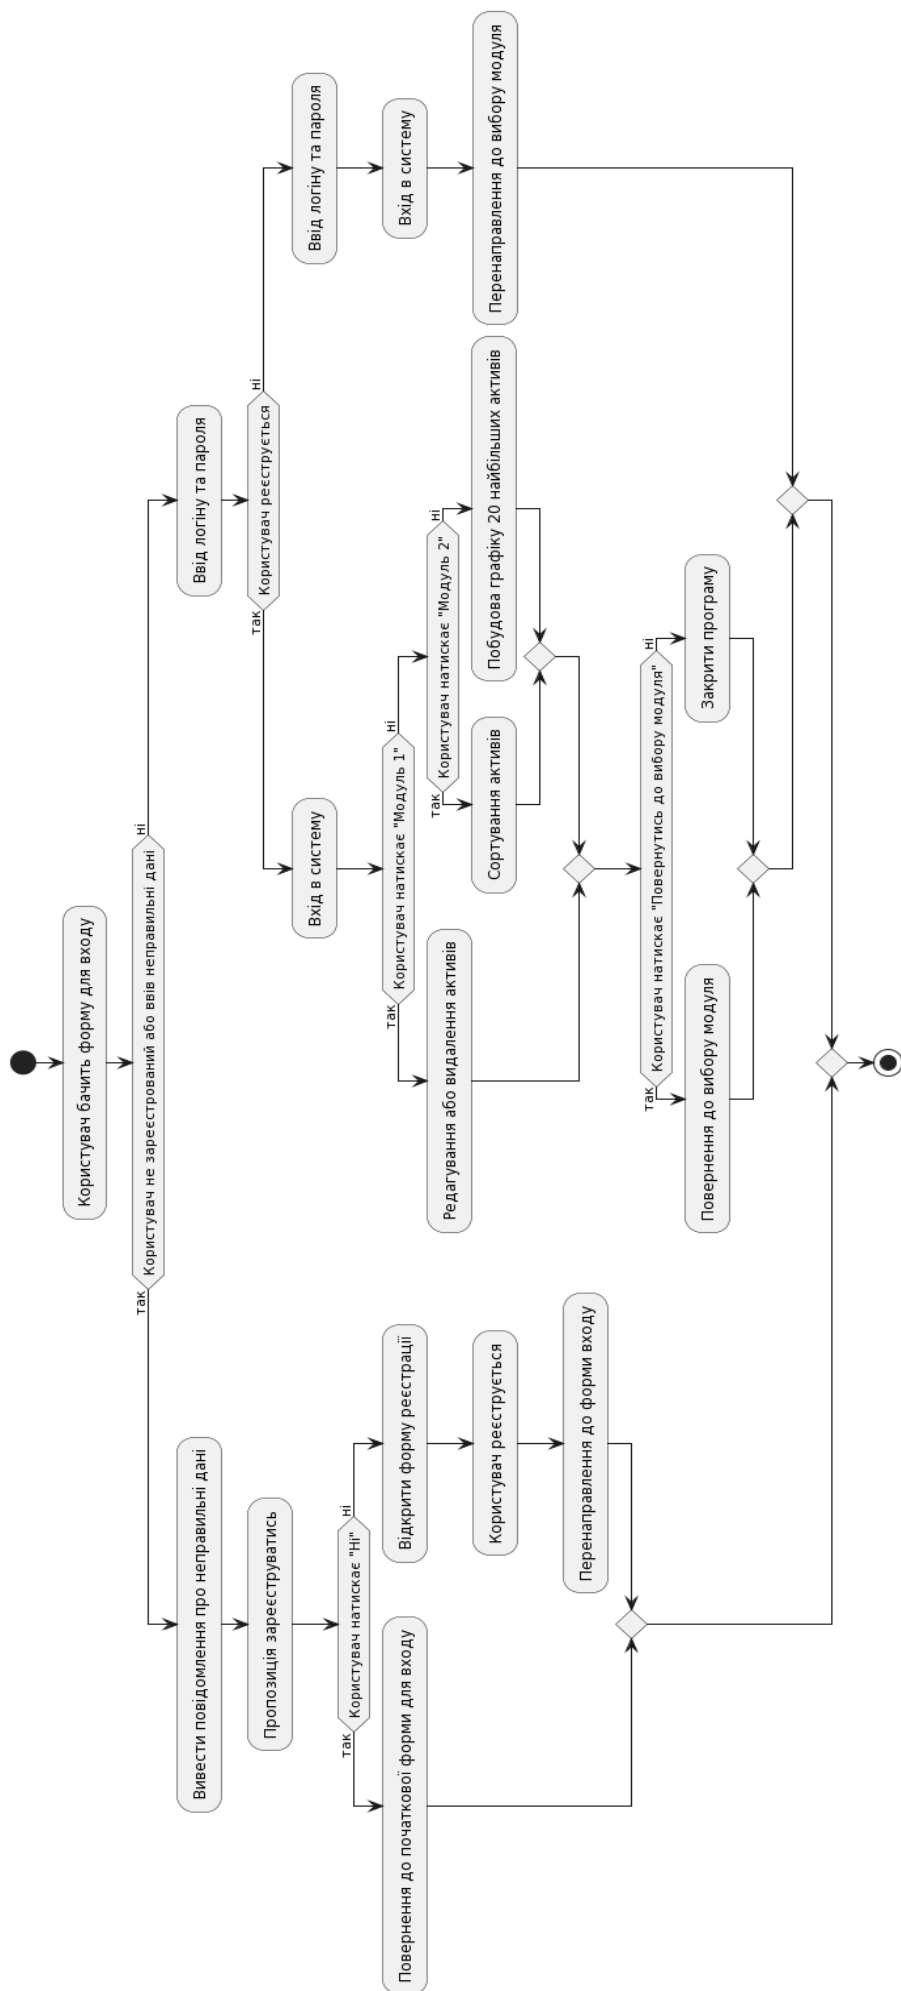 Користувач бачить форму для входу
Користувач не зареєстрований або ввів неправильні дані
так
ні
Вивести повідомлення про неправильні дані
Пропозиція зареєструватись
Користувач натискає "Ні"
так
ні
Повернення до початкової форми для входу
Відкрити форму реєстрації
Користувач реєструється
Перенаправлення до форми входу
Ввід логіну та пароля
Користувач реєструється
так
ні
Вхід в систему
Користувач натискає "Модуль 1"
так
ні
Редагування або видалення активів
Користувач натискає "Модуль 2"
так
ні
Сортування активів
Побудова графіку 20 найбільших активів
Користувач натискає "Повернутись до вибору модуля"
так
ні
Повернення до вибору модуля
Закрити програму
Ввід логіну та пароля
Вхід в систему
Перенаправлення до вибору модуля